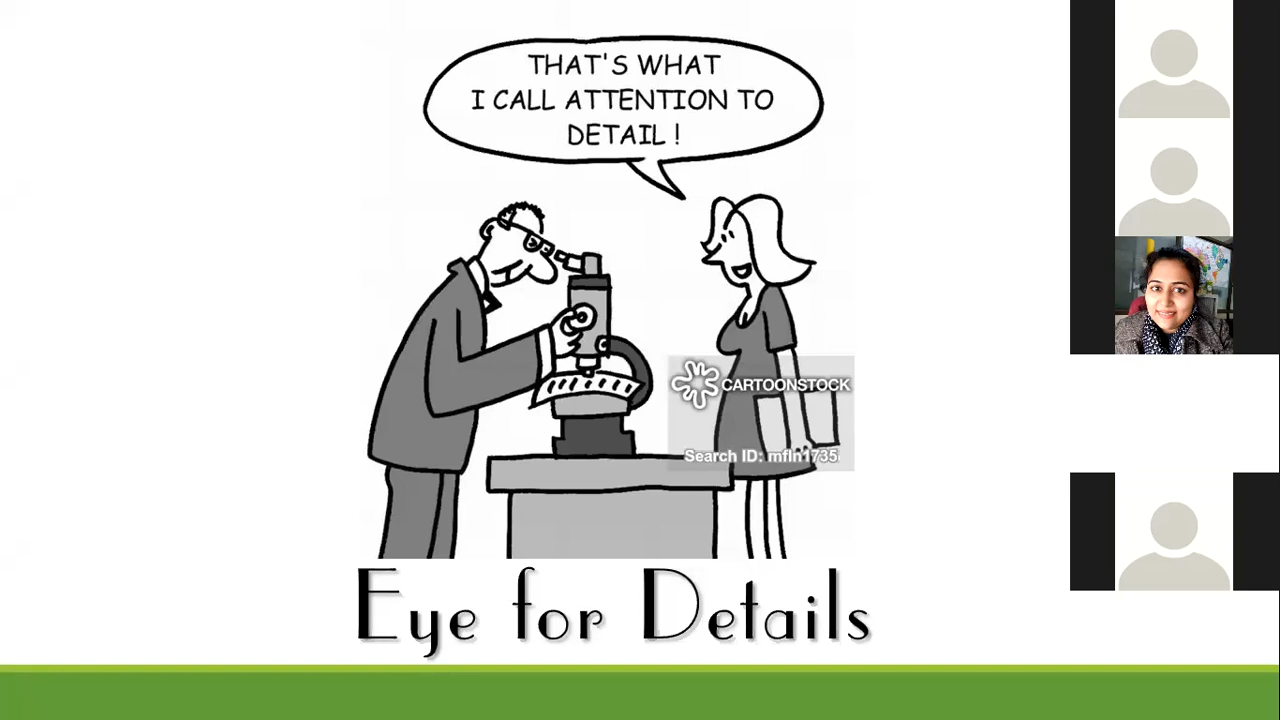 THAT'S WHAT
I CALL ATTENTION TO
DETAIL !
CARTOONSTOCK
Search ID: mfln1735
Eye for Details